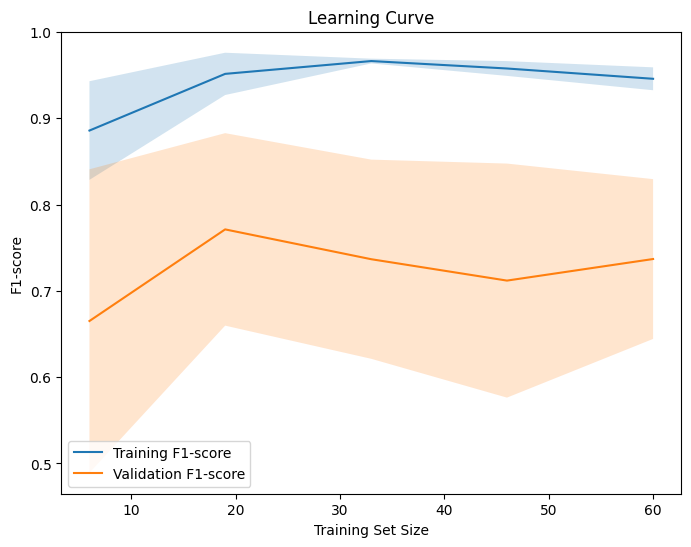 Learning Curve
1.0
0.9
0.8
0.7
0.6
0.5
F1-score
Training F1-score
Validation F1-score
10 20 30 40 50 60
Training Set Size